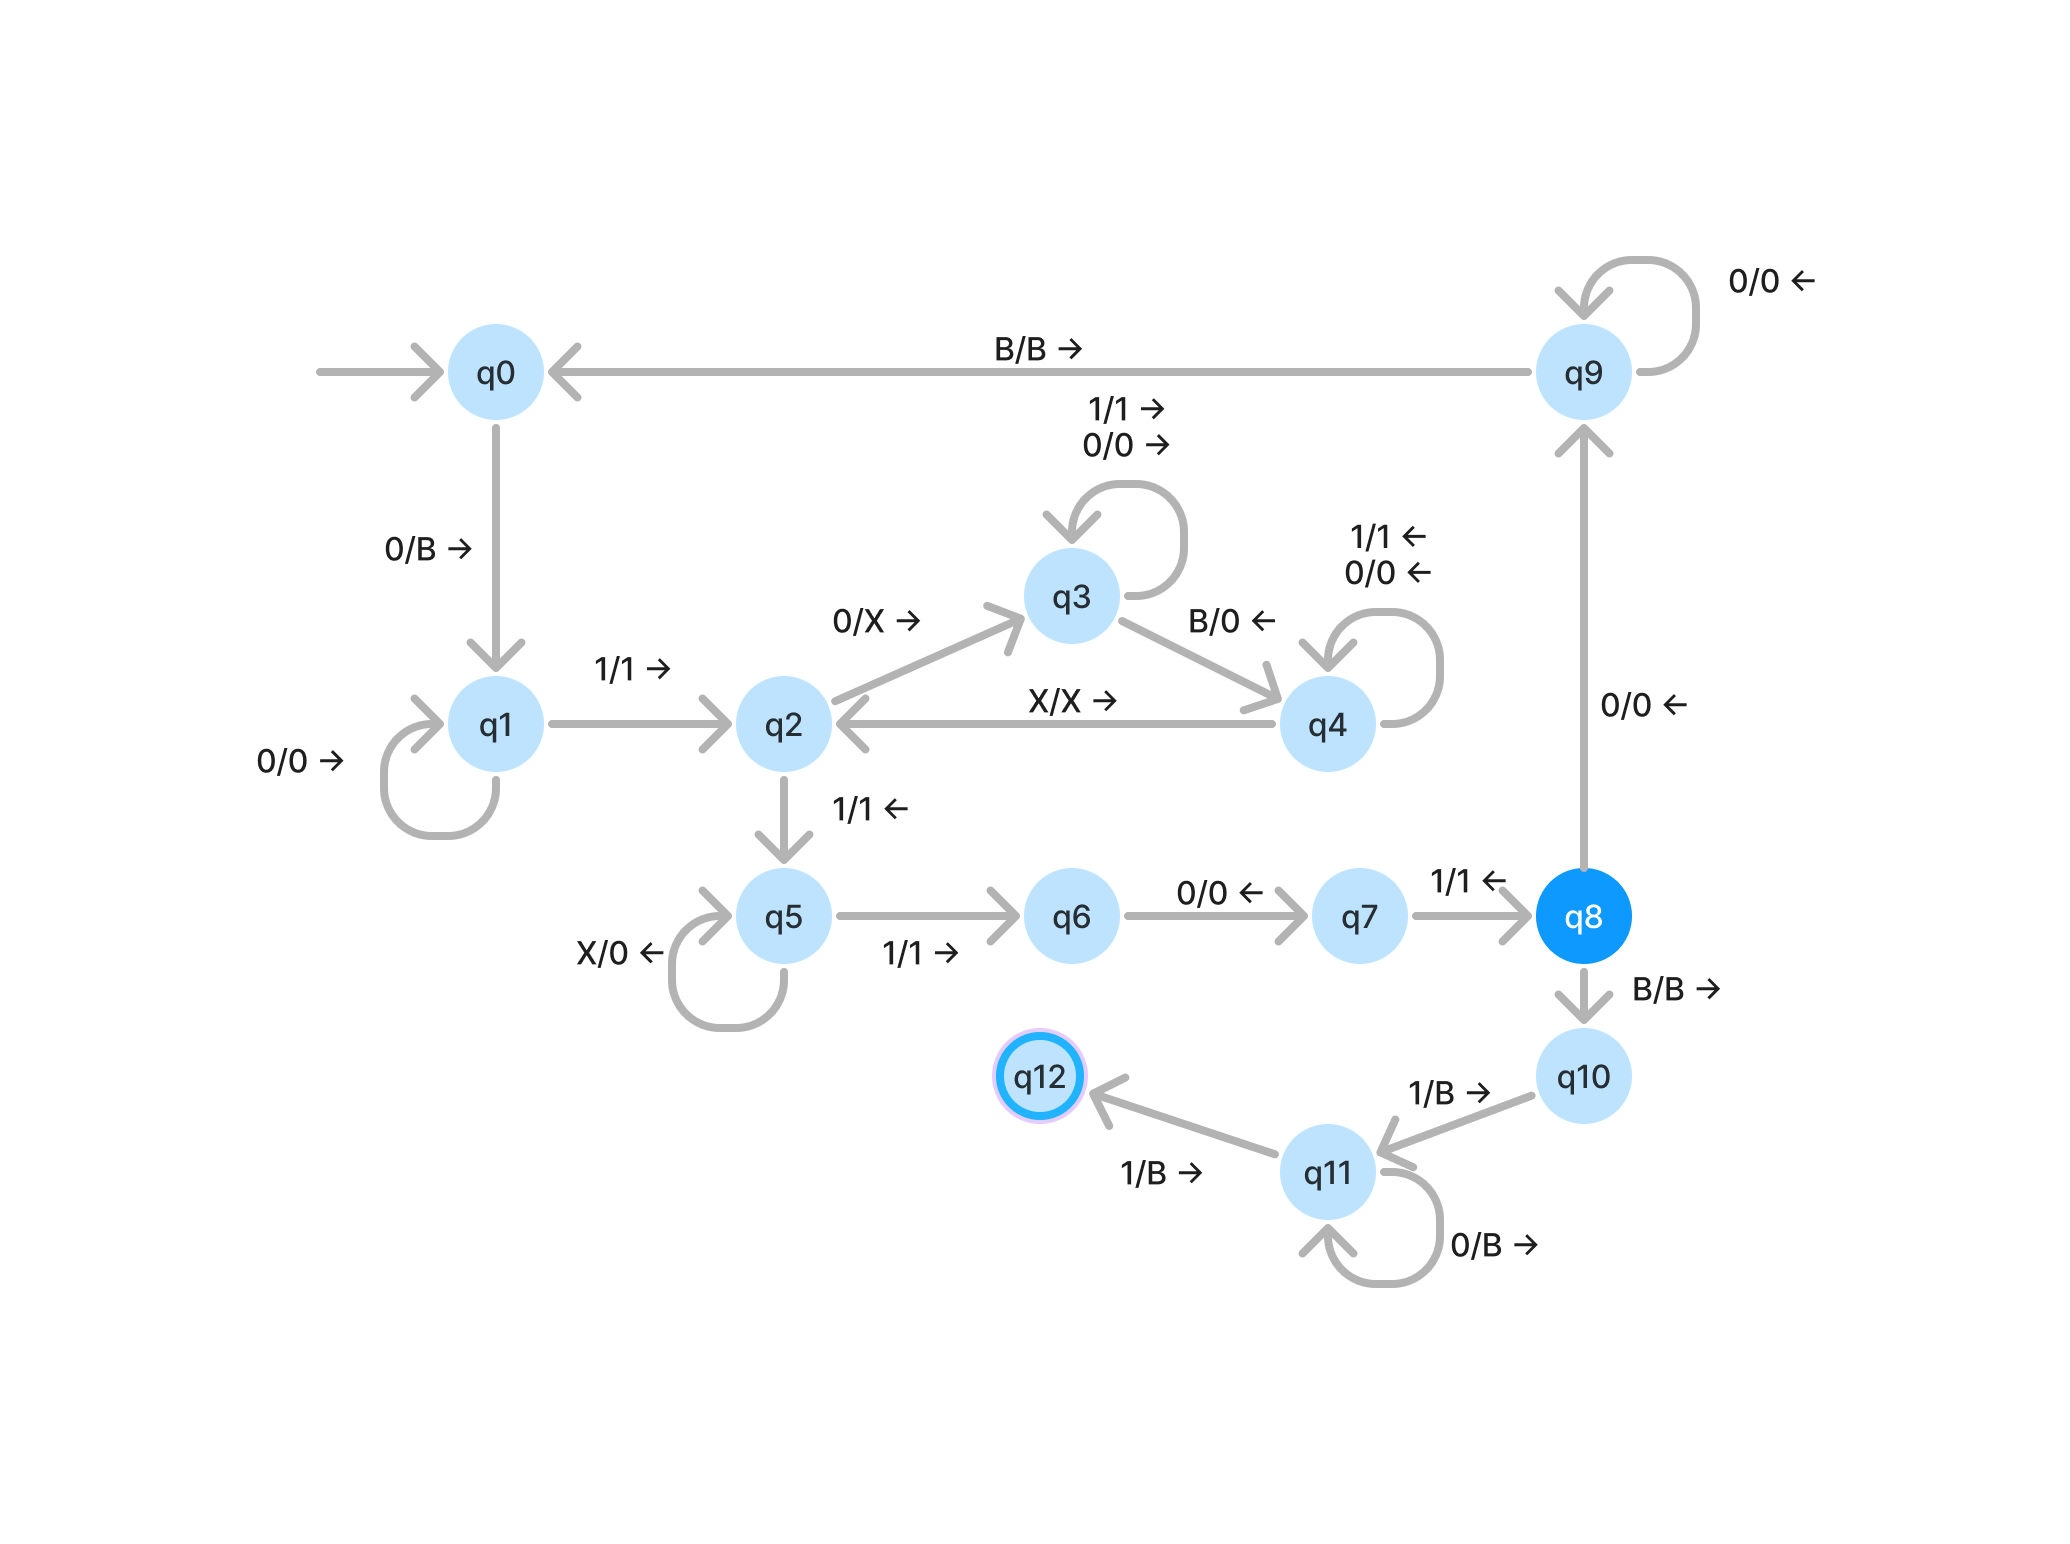 0/0 ←
B/B →
q0
q9
1/1 →
0/0 →
1/1 ←
0/0 ←
0/B →
q3
0/X →
B/0 ←
1/1 →
X/X →
0/0 ←
q1
q2
q4
0/0 →
1/1 ←
1/1 ←
0/0 ←
q5
q6
q7
q8
X/0 ←
1/1 →
B/B →
q12
q10
1/B →
1/B →
q11
0/B →